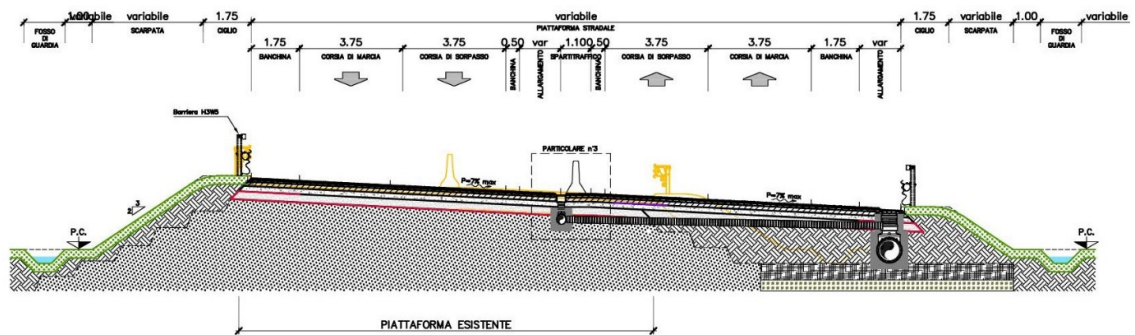 variabile 1.00 variabile 1.75 variabile 1.75 variabile 1.00 variabile
FOSSO DI GUARDIA SCARPATA CIGLIO PIATTAFORMA STRADALE CIGLIO SCARPATA FOSSO DI GUARDIA
1.75 3.75 3.75 0.50 var 1.10 0.50 3.75 3.75 1.75 var
BANCHINA CORSIA DI MARCIA CORSIA DI SORPASSO BANCHINA ALLARGAMENTO SPARTITRAFFICO BANCHINA CORSIA DI SORPASSO CORSIA DI MARCIA BANCHINA ALLARGAMENTO
Barriera H3W5
PARTICOLARE n°3
P=7% max
P=7% max
3
2
P.C.
P.C.
PIATTAFORMA ESISTENTE